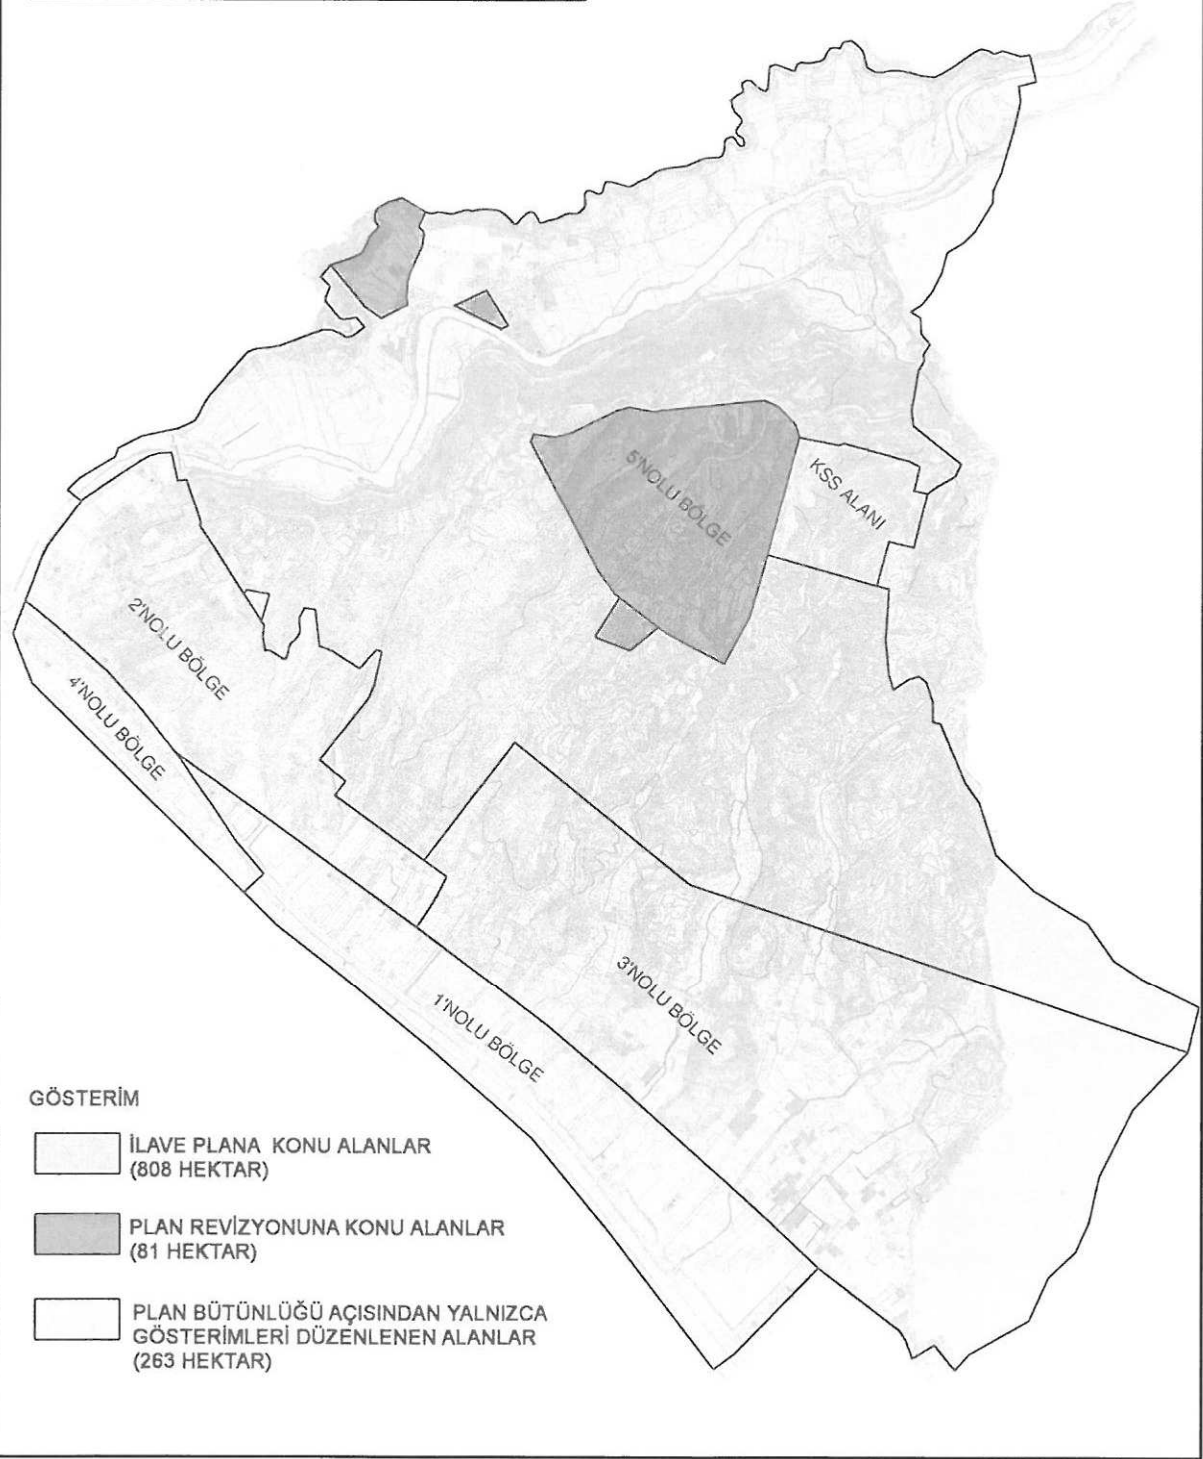 5'NOLU BÖLGE
KSS ALANI
2'NOLU BÖLGE
4'NOLU BÖLGE
3'NOLU BÖLGE
1'NOLU BÖLGE
GÖSTERİM
İLAVE PLANA KONU ALANLAR
(808 HEKTAR)
PLAN REVİZYONUNA KONU ALANLAR
(81 HEKTAR)
PLAN BÜTÜNLÜĞÜ AÇISINDAN YALNIZCA
GÖSTERİMLERİ DÜZENLENEN ALANLAR
(263 HEKTAR)